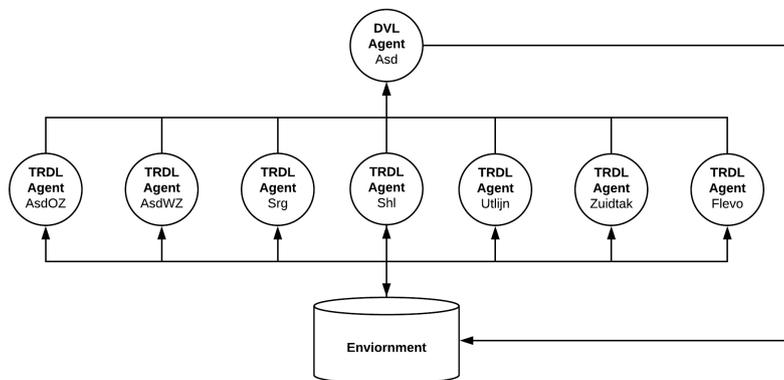 DVL
Agent
Asd
TRDL
Agent
AsdOZ
TRDL
Agent
AsdWZ
TRDL
Agent
Srg
TRDL
Agent
Shl
TRDL
Agent
Utlijn
TRDL
Agent
Zuidtak
TRDL
Agent
Flevo
Enviornment